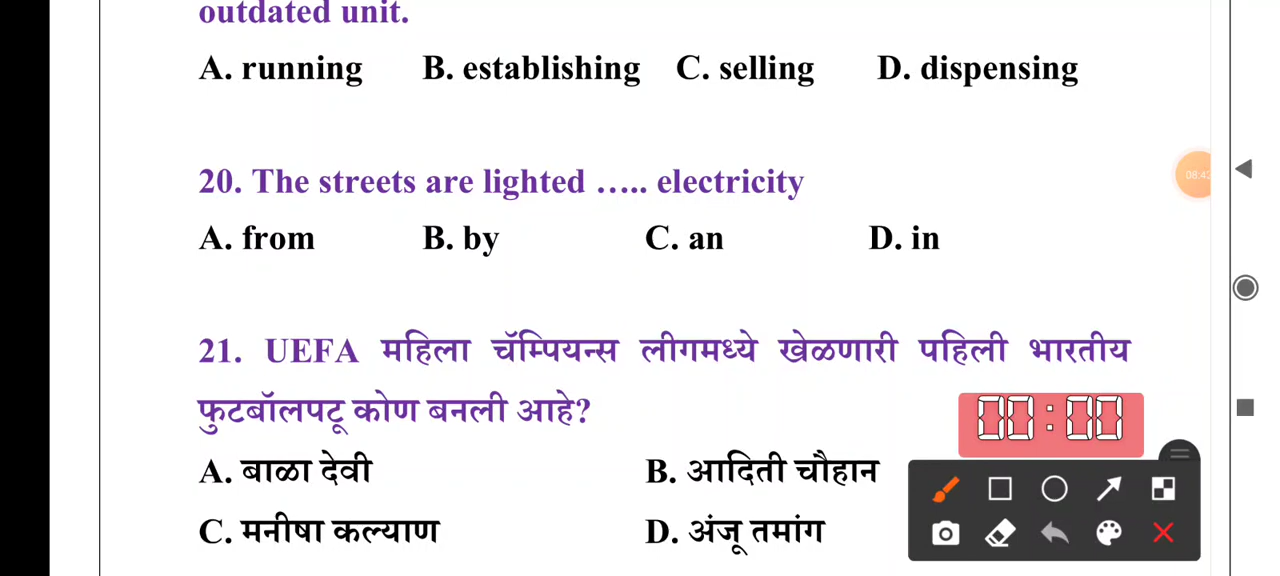 outdated unit.
A. running B. establishing C. selling D. dispensing
20. The streets are lighted ..... electricity
A. from B. by C. an D. in
21. UEFA महिला चॅम्पियन्स लीगमध्ये खेळणारी पहिली भारतीय
फुटबॉलपटू कोण बनली आहे?
A. बाळा देवी B. आदिती चौहान
C. मनीषा कल्याण D. अंजू तमांग
00:00